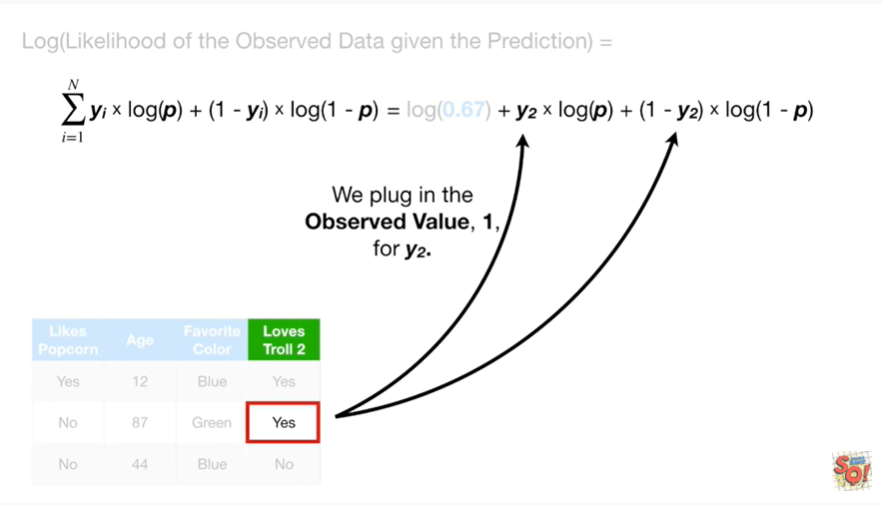 Log(Likelihood of the Observed Data given the Prediction) =
N
∑ yᵢ × log(p) + (1 - yᵢ) × log(1 - p) = log(0.67) + y₂ × log(p) + (1 - y₂) × log(1 - p)
i=1
We plug in the
Observed Value, 1,
for y₂.
Likes Popcorn Age Favorite Color Loves Troll 2
Yes 12 Blue Yes
No 87 Green Yes
No 44 Blue No